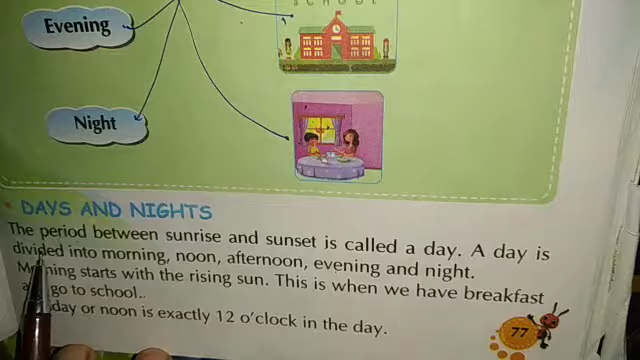 SCHOOL
Evening
Night
DAYS AND NIGHTS
The period between sunrise and sunset is called a day. A day is
divided into morning, noon, afternoon, evening and night.
Morning starts with the rising sun. This is when we have breakfast
go to school..
day or noon is exactly 12 o'clock in the day.
77